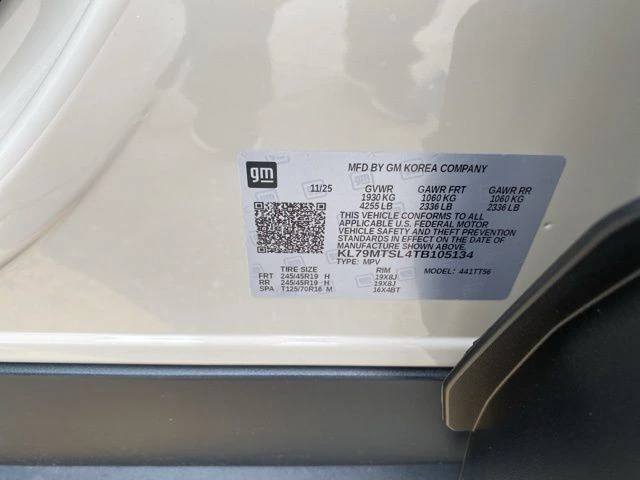 gm
MFD BY GM KOREA COMPANY
11/25 GVWR GAWR FRT GAWR RR
1930 KG 1060 KG 1060 KG
4255 LB 2336 LB 2336 LB
THIS VEHICLE CONFORMS TO ALL
APPLICABLE U.S. FEDERAL MOTOR
VEHICLE SAFETY AND THEFT PREVENTION
STANDARDS IN EFFECT ON THE DATE OF
MANUFACTURE SHOWN ABOVE.
KL79MTSL4TB105134
TYPE: MPV
TIRE SIZE RIM MODEL: 441TT56
FRT 245/45R19 H 19X8J
RR 245/45R19 H 19X8J
SPA T125/70R16 M 16X4BT